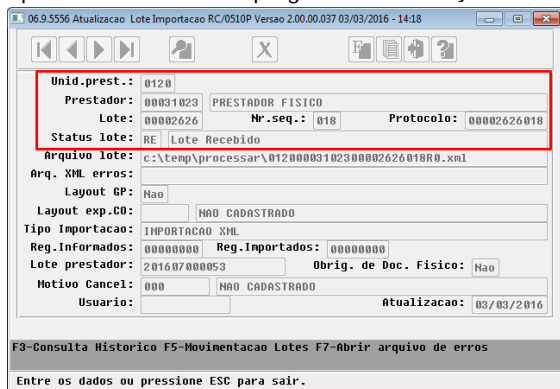 06.9.5556 Atualizacao Lote Importacao RC/0510P Versao 2.00.00.037 03/03/2016 - 14:18
Unid.prest.: 0120
Prestador: 00031023 PRESTADOR FISICO
Lote: 00002626 Nr.seq.: 018 Protocolo: 00002626018
Status lote: RE Lote Recebido
Arquivo lote: c:\temp\processar\01200003102300002626018R0.xml
Arq. XML erros:
Layout GP: Nao
Layout exp.CO: NAO CADASTRADO
Tipo Importacao: IMPORTACAO XML
Reg.Informados: 00000000 Reg.Importados: 00000000
Lote prestador: 201607000053 Obrig. de Doc. Fisico: Nao
Motivo Cancel: 000 NAO CADASTRADO
Usuario: Atualizacao: 03/03/2016
F3-Consulta Historico F5-Movimentacao Lotes F7-Abrir arquivo de erros
Entre os dados ou pressione ESC para sair.